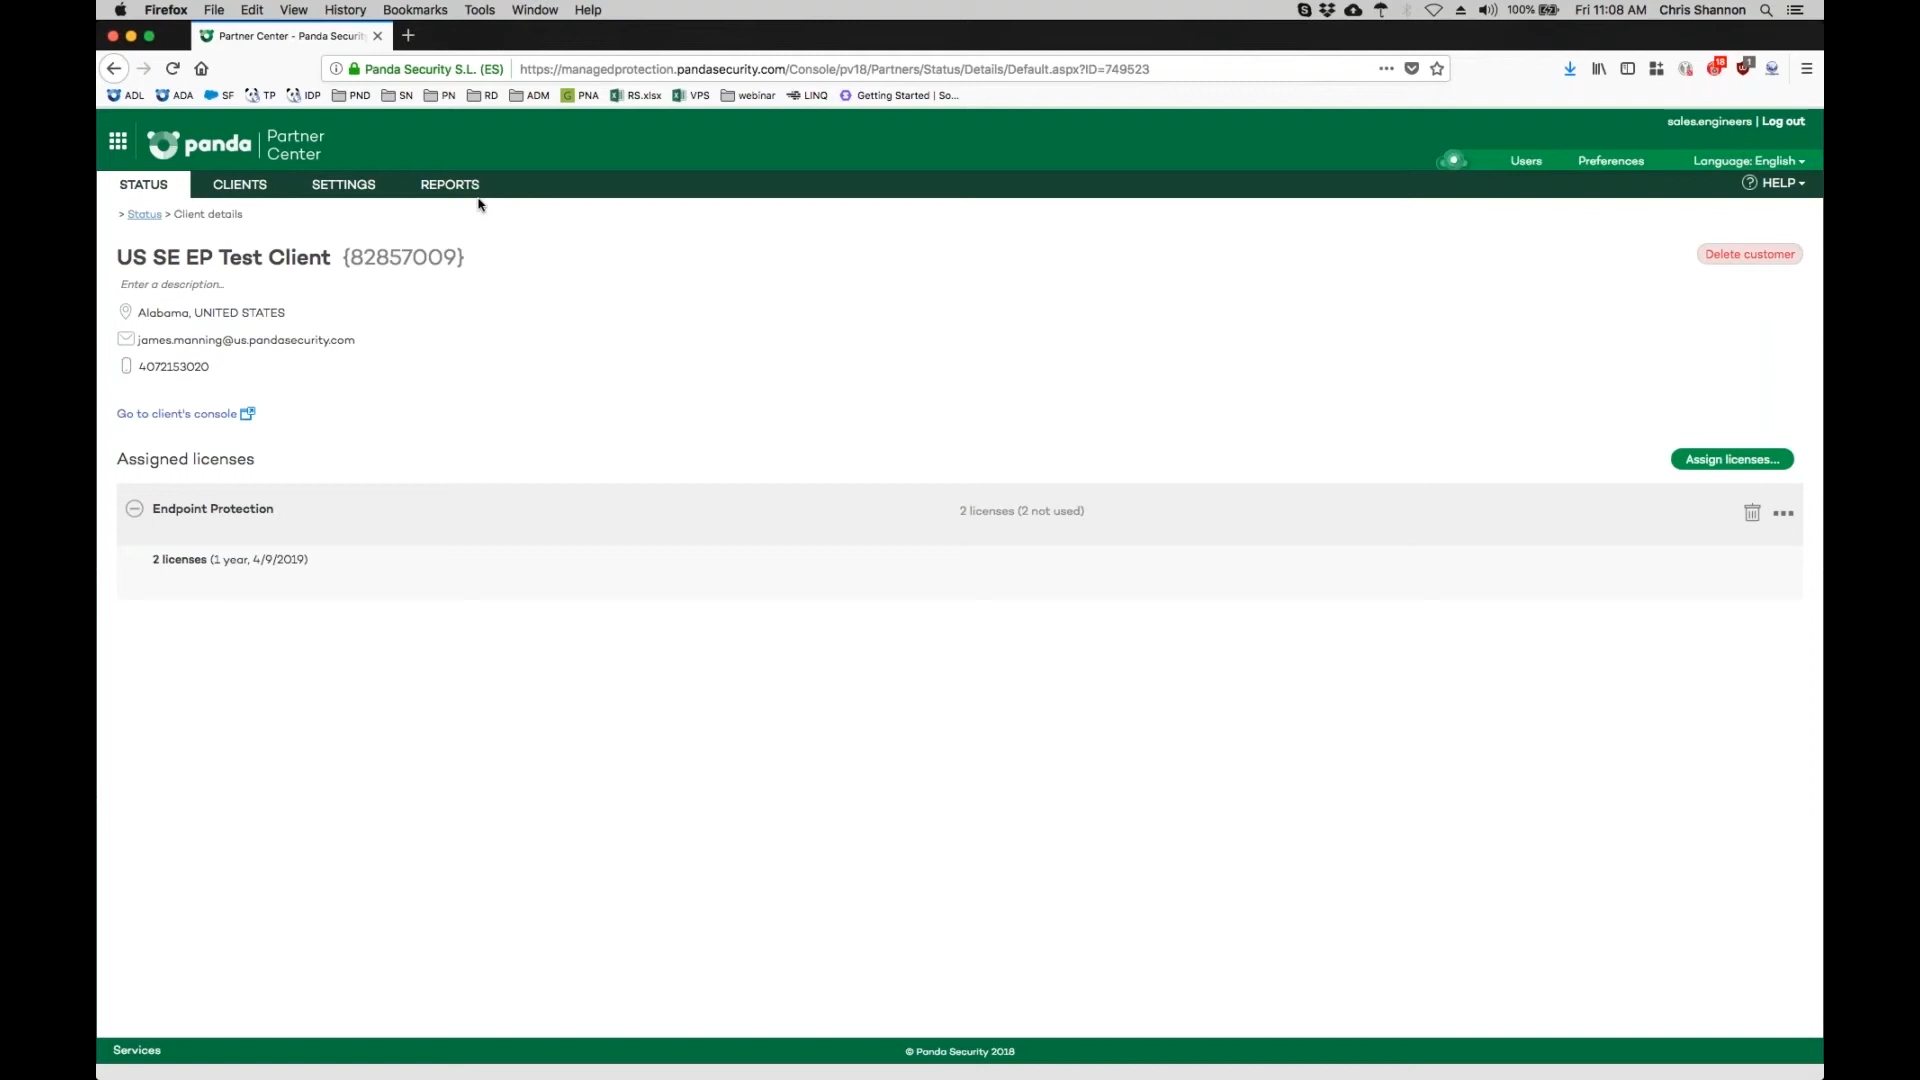 Firefox File Edit View History Bookmarks Tools Window Help 100% Fri 11:08 AM Chris Shannon
Partner Center - Panda Securit
Panda Security S.L. (ES) https://managedprotection.pandasecurity.com/Console/pv18/Partners/Status/Details/Default.aspx?ID=749523 18 1
ADL ADA SF TP IDP PND SN PN RD ADM PNA RS.xlsx VPS webinar LINQ Getting Started | So...
sales.engineers | Log out
panda Partner
Center
Users Preferences Language: English
STATUS CLIENTS SETTINGS REPORTS ? HELP
> Status > Client details
US SE EP Test Client {82857009}
Delete customer
Enter a description...
Alabama, UNITED STATES
james.manning@us.pandasecurity.com
4072153020
Go to client's console
Assigned licenses
Assign licenses...
Endpoint Protection 2 licenses (2 not used)
2 licenses (1 year, 4/9/2019)
Services © Panda Security 2018